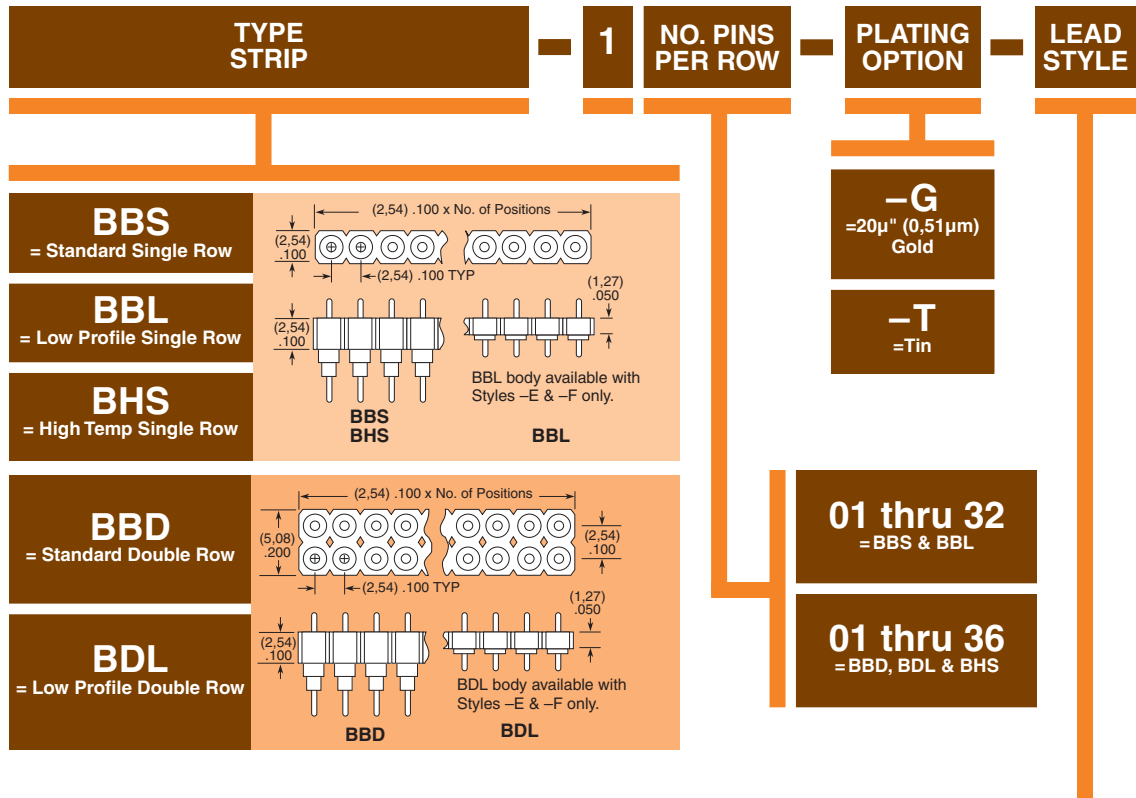 TYPE
STRIP
1
NO. PINS
PER ROW
PLATING
OPTION
LEAD
STYLE
BBS
= Standard Single Row
BBL
= Low Profile Single Row
BHS
= High Temp Single Row
(2,54) .100 x No. of Positions
(2,54)
.100
(2,54) .100 TYP
(1,27)
.050
(2,54)
.100
BBL body available with
Styles –E & –F only.
BBS
BHS
BBL
–G
=20µ" (0,51µm)
Gold
–T
=Tin
BBD
= Standard Double Row
BDL
= Low Profile Double Row
(2,54) .100 x No. of Positions
(5,08)
.200
(2,54)
.100
(2,54) .100 TYP
(1,27)
.050
(2,54)
.100
BDL body available with
Styles –E & –F only.
BBD
BDL
01 thru 32
=BBS & BBL
01 thru 36
=BBD, BDL & BHS